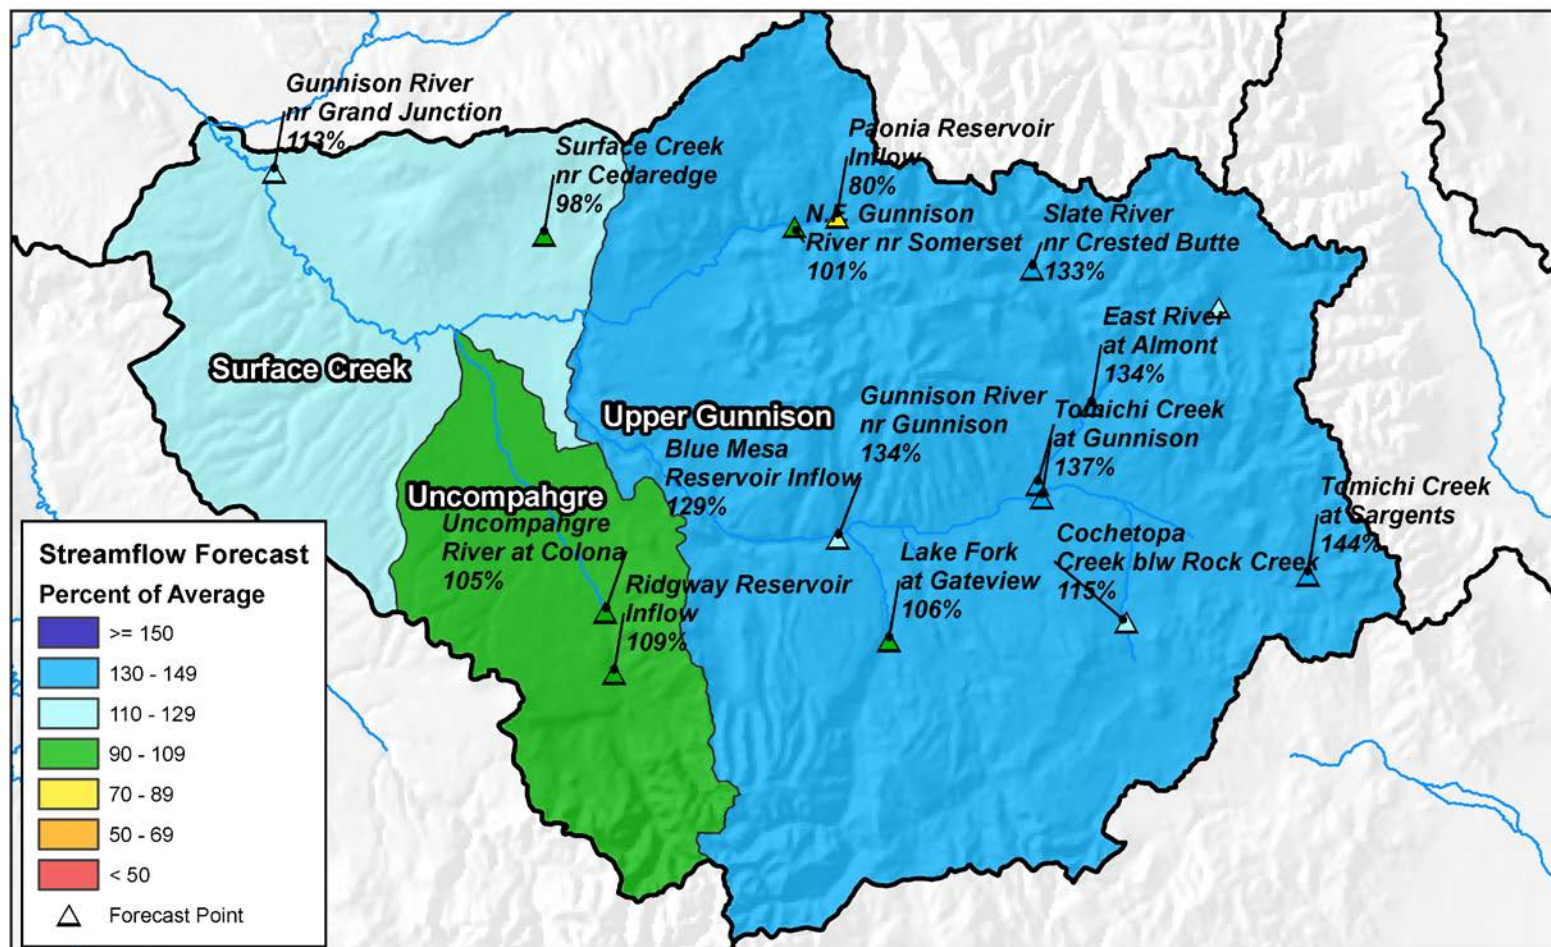 Gunnison River
nr Grand Junction
113%
Surface Creek
nr Cedaredge
98%
Paonia Reservoir
Inflow
80%
N.F. Gunnison
River nr Somerset
101%
Slate River
nr Crested Butte
133%
East River
at Almont
134%
Surface Creek
Upper Gunnison
Gunnison River
nr Gunnison
134%
Tomichi Creek
at Gunnison
137%
Blue Mesa
Reservoir Inflow
129%
Uncompahgre
Uncompahgre
River at Colona
105%
Ridgway Reservoir
Inflow
109%
Lake Fork
at Gateview
106%
Cochetopa
Creek blw Rock Creek
115%
Tomichi Creek
at Sargents
144%
Streamflow Forecast
Percent of Average
>= 150
130 - 149
110 - 129
90 - 109
70 - 89
50 - 69
< 50
Forecast Point